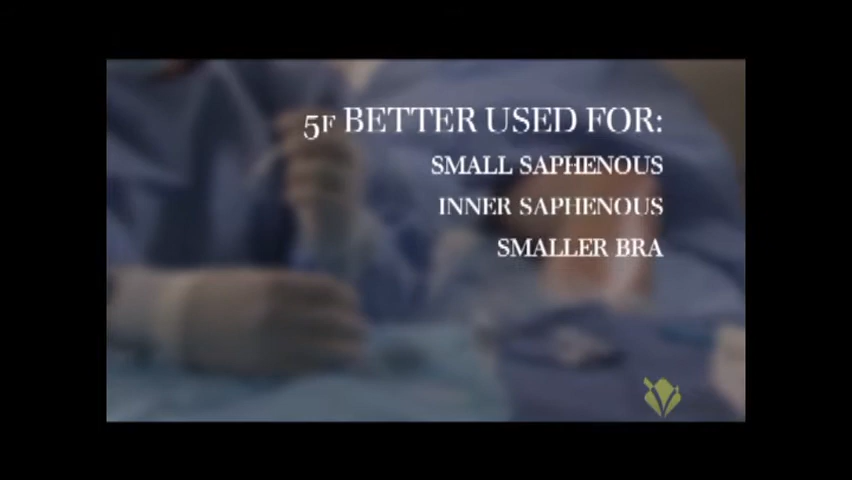 5F BETTER USED FOR:
SMALL SAPHENOUS
INNER SAPHENOUS
SMALLER BRA